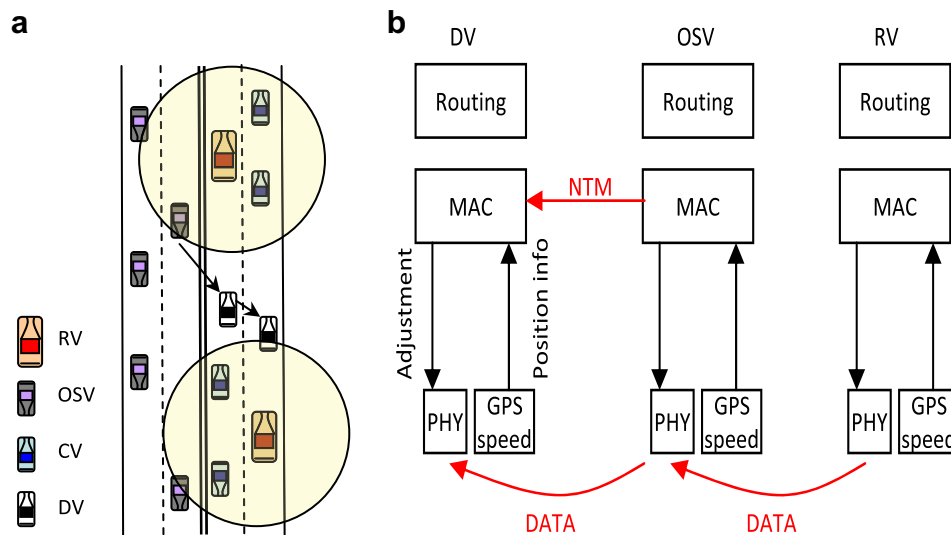 a
RV
OSV
CV
DV
b
DV
OSV
RV
Routing
Routing
Routing
MAC
NTM
MAC
MAC
Adjustment
Position info
PHY
GPS
speed
PHY
GPS
speed
PHY
GPS
speed
DATA
DATA